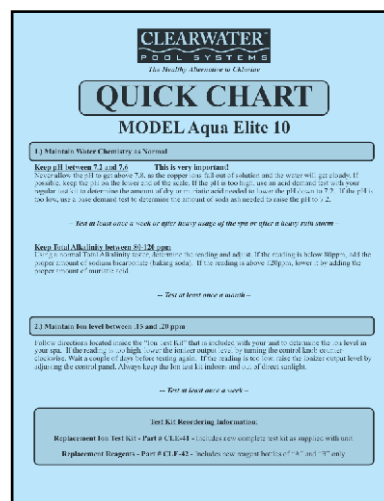 CLEARWATER
POOL SYSTEMS
The Healthy Alternative to Chlorine
QUICK CHART
MODEL Aqua Elite 10
1.) Maintain Water Chemistry as Normal
Keep pH between 7.2 and 7.6 This is very important!
Never allow the pH to get above 7.8, as the copper ions fall out of solution and the water will get cloudy. If
possible, keep the pH on the lower end of the scale. If the pH is too high, use an acid demand test with your
regular test kit to determine the amount of dry or muriatic acid needed to lower the pH down to 7.2. If the pH is
too low, use a base demand test to determine the amount of soda ash needed to raise the pH to
-- Test at least once a week or after heavy usage of the spa or after a heavy rain storm --
Keep Total Alkalinity between 80-120 ppm
Using a normal Total Alkalinity tester, determine the reading and adjust. If the reading is below 80ppm, add the
proper amount of sodium bicarbonate (baking soda). If the reading is above 120ppm, lower it by adding the
proper amount of muriatic acid.
-- Test at least once a month --
2.) Maintain Ion level between .15 and .20 ppm
Follow directions located inside the "Ion Test Kit" that is included with your unit to determine the ion level in
your spa. If the reading is too high, lower the ionizer output level by turning the control knob counter
clockwise. Wait a couple of days before testing again. If the reading is too low, raise the ionizer output level by
adjusting the control panel. Always keep the Ion test kit indoors and out of direct sunlight.
-- Test at least once a week --
Test Kit Reordering Information:
Replacement Ion Test Kit - Part # CLE-41 - Includes new complete test kit as supplied with unit
Replacement Reagents - Part # CLE-42 - Includes new reagent bottles of "A" and "B" only